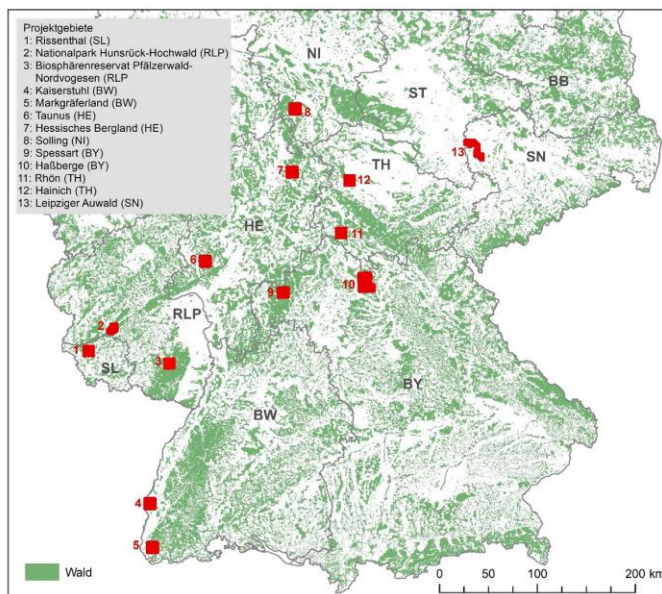 Projektgebiete
1: Rissenthal (SL)
2: Nationalpark Hunsrück-Hochwald (RLP)
3: Biosphärenreservat Pfälzerwald-
Nordvogesen (RLP
4: Kaiserstuhl (BW)
5: Markgräferland (BW)
6: Taunus (HE)
7: Hessisches Bergland (HE)
8: Solling (NI)
9: Spessart (BY)
10: Haßberge (BY)
11: Rhön (TH)
12: Hainich (TH)
13: Leipziger Auwald (SN)
NI
BB
ST
8
13
SN
7
TH
12
HE
11
6
10
9
RLP
2
1
3
SL
BY
BW
4
5
Wald
0 50 100 200 km